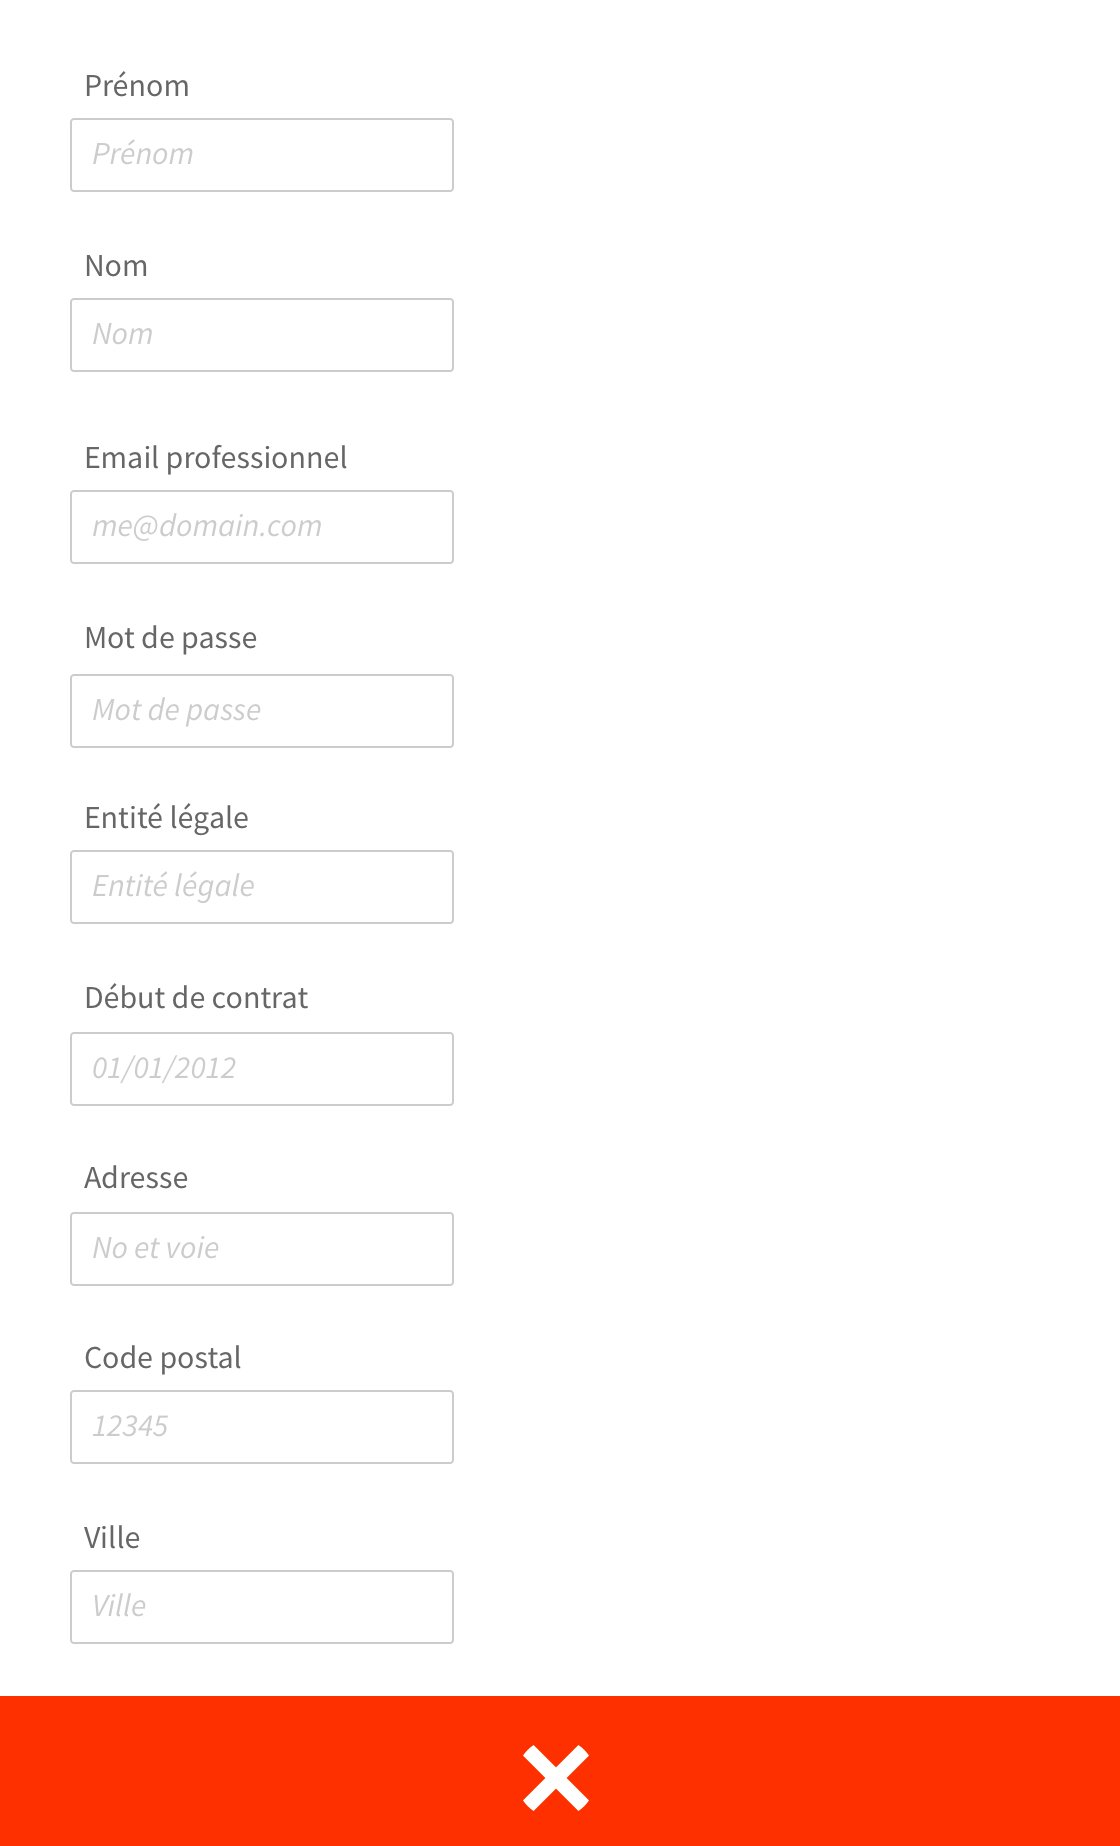 Prénom
Prénom
Nom
Nom
Email professionnel
me@domain.com
Mot de passe
Mot de passe
Entité légale
Entité légale
Début de contrat
01/01/2012
Adresse
No et voie
Code postal
12345
Ville
Ville